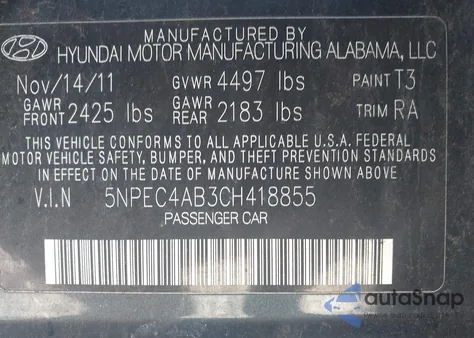 MANUFACTURED BY
HYUNDAI MOTOR MANUFACTURING ALABAMA, LLC
Nov/14/11 GVWR 4497 lbs PAINT T3
GAWR FRONT 2425 lbs GAWR REAR 2183 lbs TRIM RA
THIS VEHICLE CONFORMS TO ALL APPLICABLE U.S.A. FEDERAL
MOTOR VEHICLE SAFETY, BUMPER, AND THEFT PREVENTION STANDARDS
IN EFFECT ON THE DATE OF MANUFACTURE SHOWN ABOVE
V.I.N 5NPEC4AB3CH418855
PASSENGER CAR
autoSnap